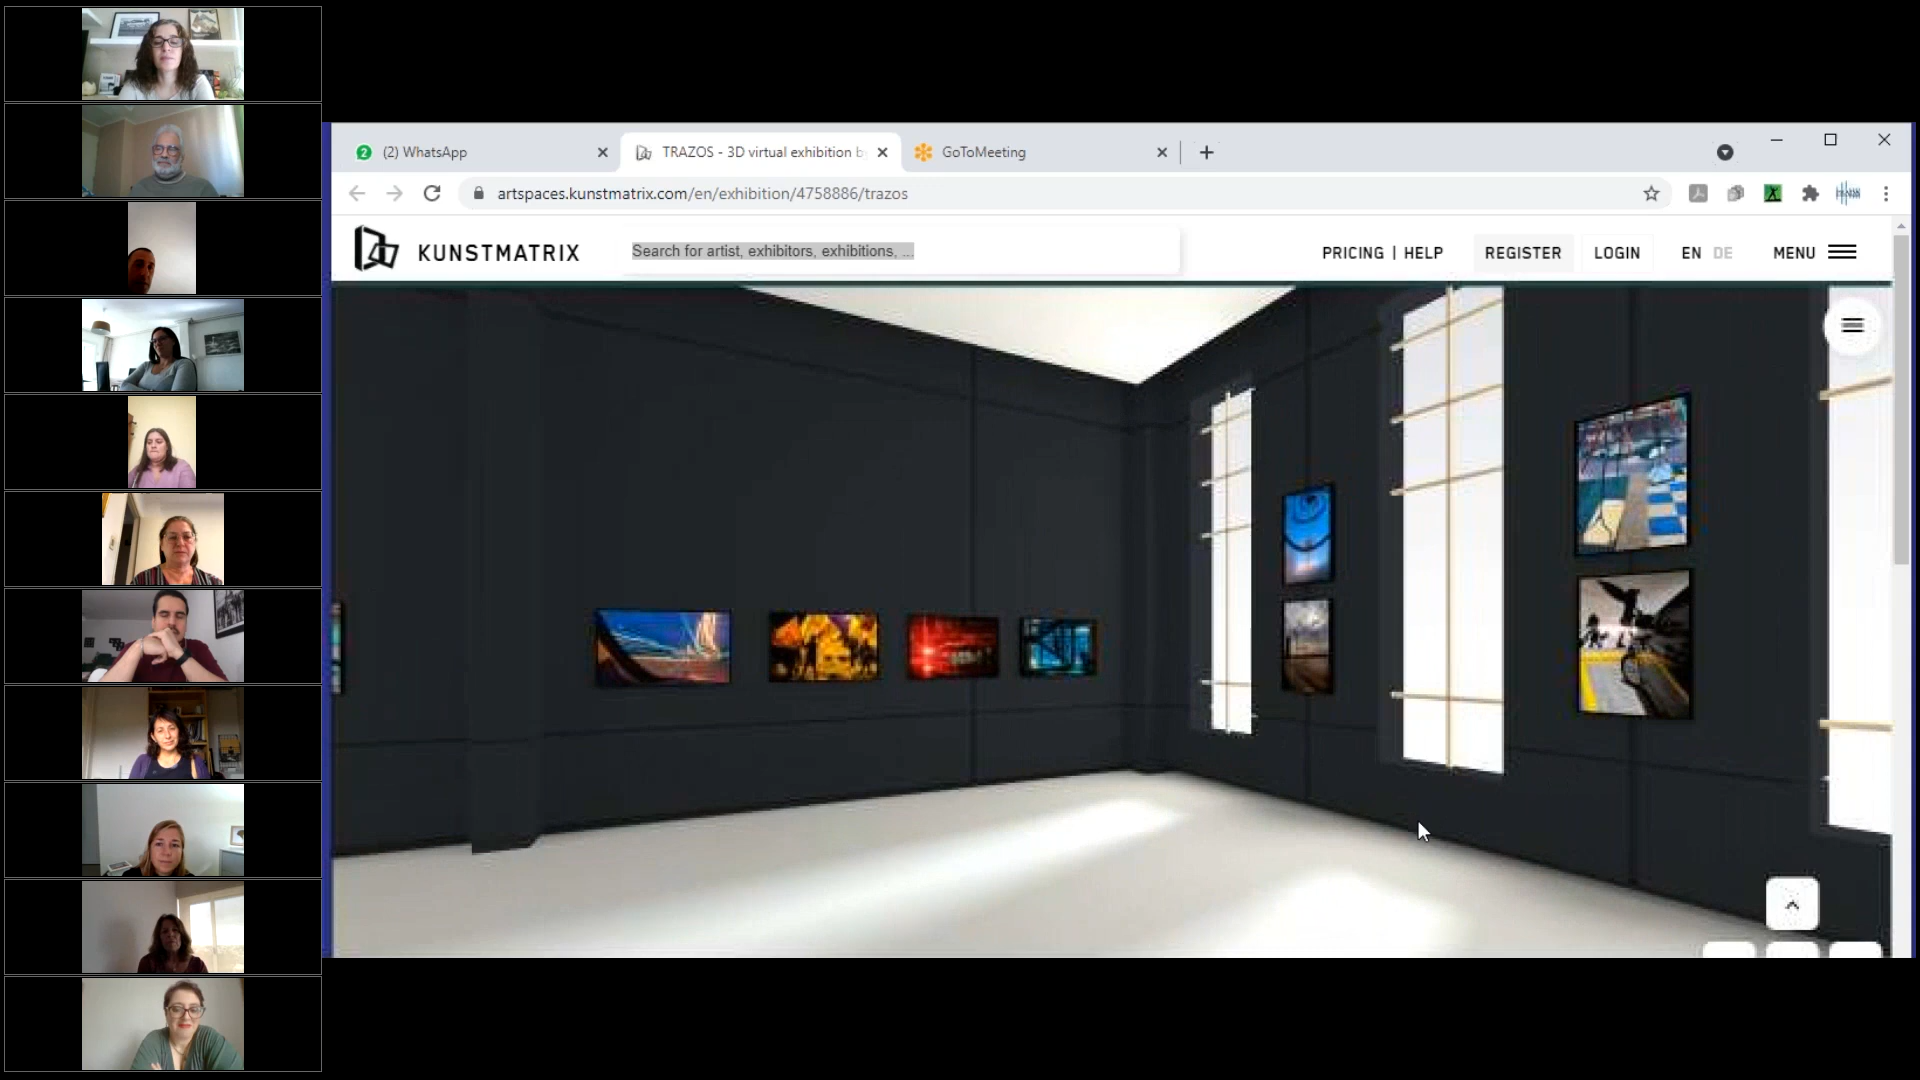 2 (2) WhatsApp
TRAZOS - 3D virtual exhibition b
GoToMeeting
artspaces.kunstmatrix.com/en/exhibition/4758886/trazos
KUNSTMATRIX
Search for artist, exhibitors, exhibitions, ...
PRICING | HELP
REGISTER
LOGIN
EN DE
MENU